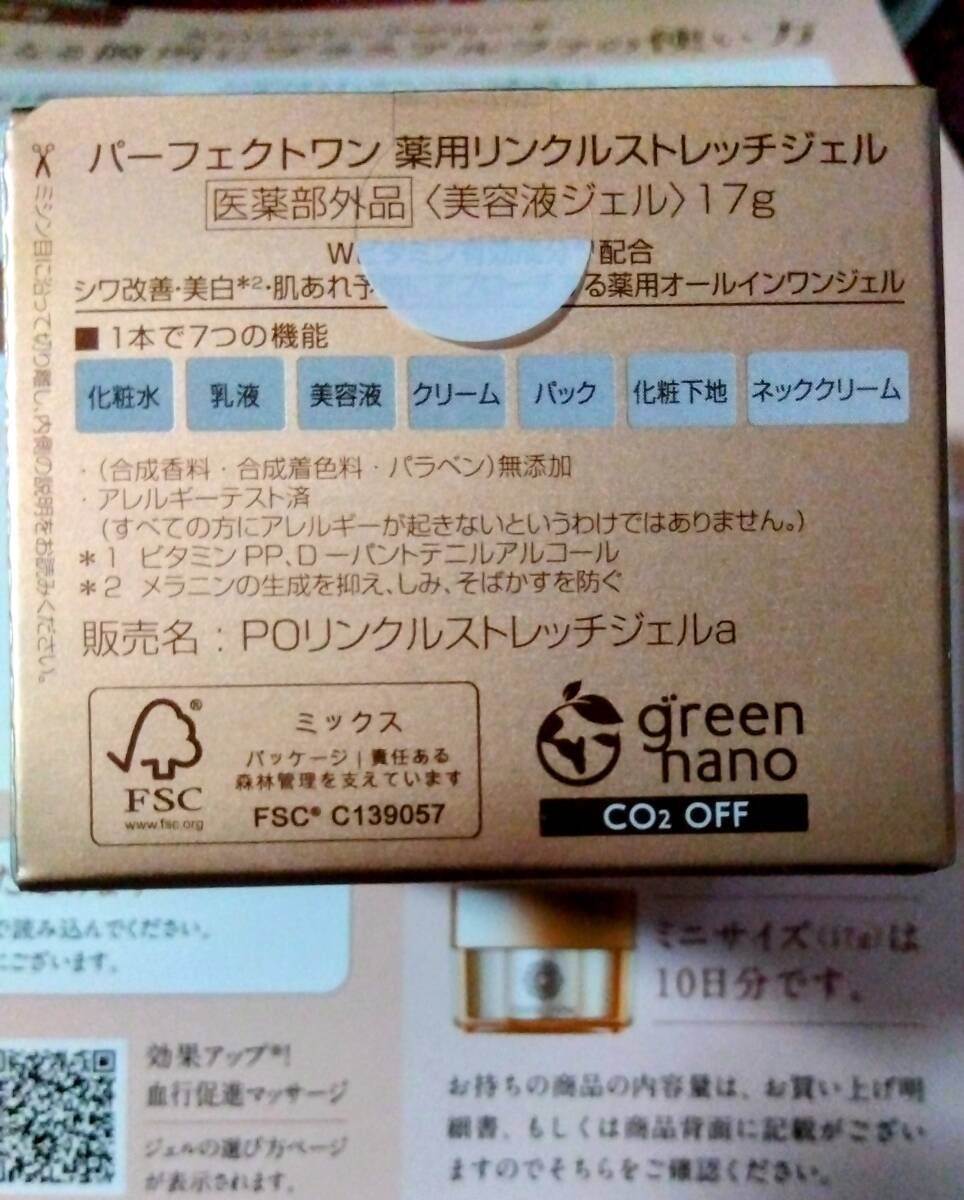 パーフェクトワン 薬用リンクルストレッチジェル
医薬部外品 〈美容液ジェル〉17g
W 配合
シワ改善・美白*2・肌あれ予 る薬用オールインワンジェル
■ 1本で7つの機能
化粧水 乳液 美容液 クリーム パック 化粧下地 ネッククリーム
・(合成香料・合成着色料・パラベン)無添加
・アレルギーテスト済
(すべての方にアレルギーが起きないというわけではありません。)
*1 ビタミンPP、D-パントテニルアルコール
*2 メラニンの生成を抑え、しみ、そばかすを防ぐ
販売名：POリンクルストレッチジェルa
ミシン目に沿って切り離し、内側の説明をお読みください。
FSC
www.fsc.org
ミックス
パッケージ | 責任ある
森林管理を支えています
FSC® C139057
green
nano
CO2 OFF
で読み込んでください。
ございます。
ミニサイズ(17g)は
10日分です。
効果アップ*!
血行促進マッサージ
ジェルの選び方ページ
が表示されます。
お持ちの商品の内容量は、お買い上げ明
細書、もしくは商品背面に記載がござい
ますのでそちらをご確認ください。